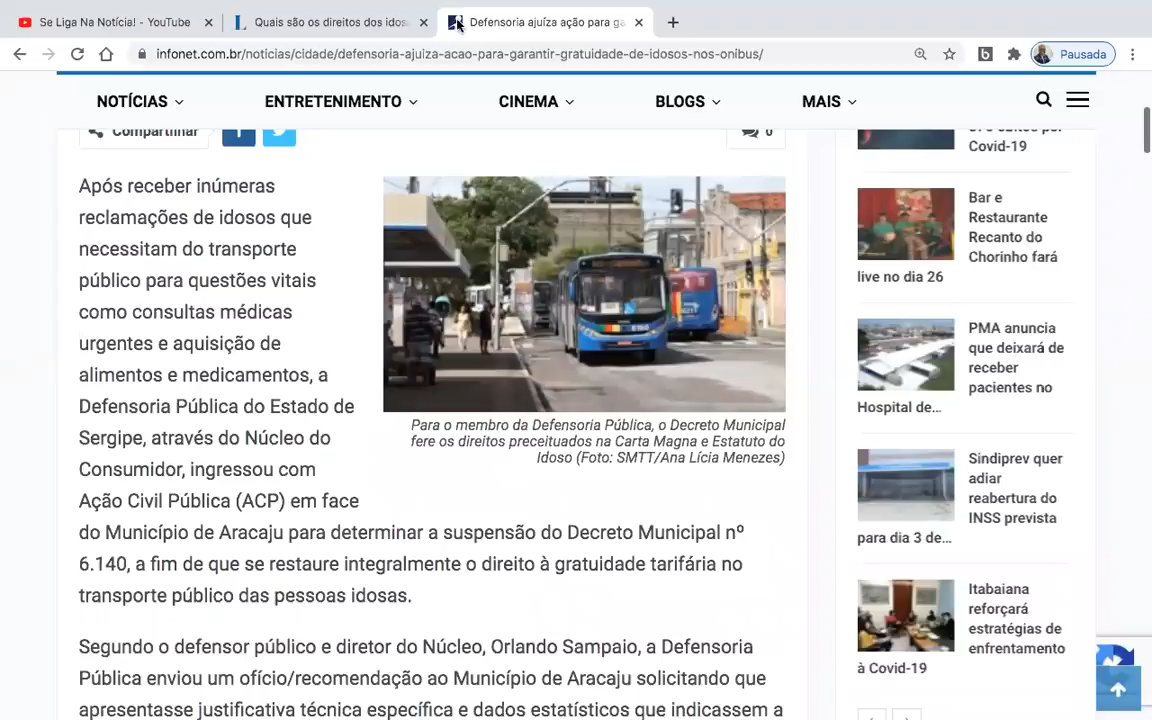 Se Liga Na Notícia! - YouTube
Quais são os direitos dos idos
Defensoria ajuíza ação para ga
infonet.com.br/noticias/cidade/defensoria-ajuiza-acao-para-garantir-gratuidade-de-idosos-nos-onibus/
Pausada
NOTÍCIAS
ENTRETENIMENTO
CINEMA
BLOGS
MAIS
Compartilhar
0
Após receber inúmeras
reclamações de idosos que
necessitam do transporte
público para questões vitais
como consultas médicas
urgentes e aquisição de
alimentos e medicamentos, a
Defensoria Pública do Estado de
Sergipe, através do Núcleo do
Consumidor, ingressou com
Ação Civil Pública (ACP) em face
do Município de Aracaju para determinar a suspensão do Decreto Municipal nº
6.140, a fim de que se restaure integralmente o direito à gratuidade tarifária no
transporte público das pessoas idosas.
Para o membro da Defensoria Pública, o Decreto Municipal
fere os direitos preceituados na Carta Magna e Estatuto do
Idoso (Foto: SMTT/Ana Lícia Menezes)
Segundo o defensor público e diretor do Núcleo, Orlando Sampaio, a Defensoria
Pública enviou um ofício/recomendação ao Município de Aracaju solicitando que
apresentasse justificativa técnica específica e dados estatísticos que indicassem a
Covid-19
Bar e
Restaurante
Recanto do
Chorinho fará
live no dia 26
PMA anuncia
que deixará de
receber
pacientes no
Hospital de...
Sindiprev quer
adiar
reabertura do
INSS prevista
para dia 3 de...
Itabaiana
reforçará
estratégias de
enfrentamento
à Covid-19